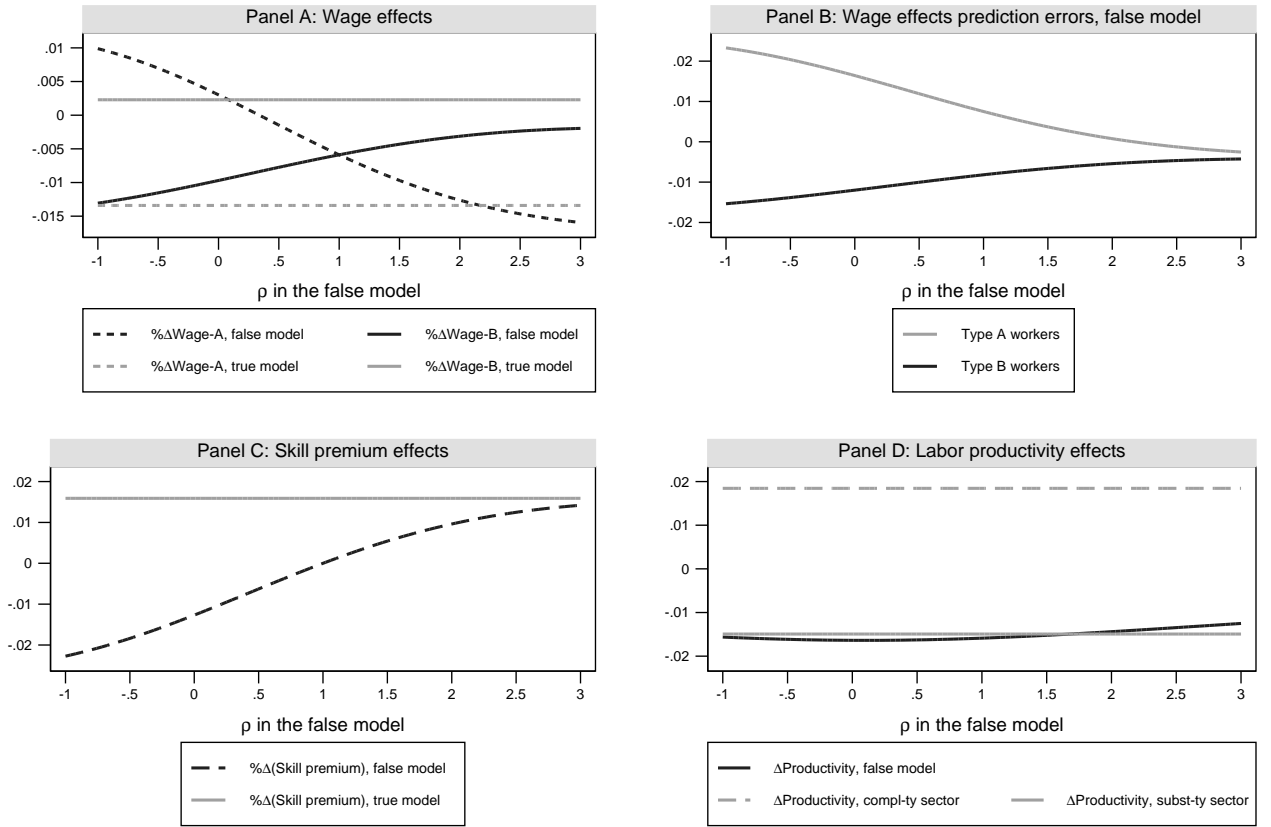 Panel A: Wage effects
.01
.005
0
-.005
-.01
-.015
-1 -.5 0 .5 1 1.5 2 2.5 3
ρ in the false model
%ΔWage-A, false model %ΔWage-B, false model
%ΔWage-A, true model %ΔWage-B, true model
Panel B: Wage effects prediction errors, false model
.02
.01
0
-.01
-.02
-1 -.5 0 .5 1 1.5 2 2.5 3
ρ in the false model
Type A workers
Type B workers
Panel C: Skill premium effects
.02
.01
0
-.01
-.02
-1 -.5 0 .5 1 1.5 2 2.5 3
ρ in the false model
%Δ(Skill premium), false model
%Δ(Skill premium), true model
Panel D: Labor productivity effects
.02
.01
0
-.01
-.02
-1 -.5 0 .5 1 1.5 2 2.5 3
ρ in the false model
ΔProductivity, false model
ΔProductivity, compl-ty sector ΔProductivity, subst-ty sector